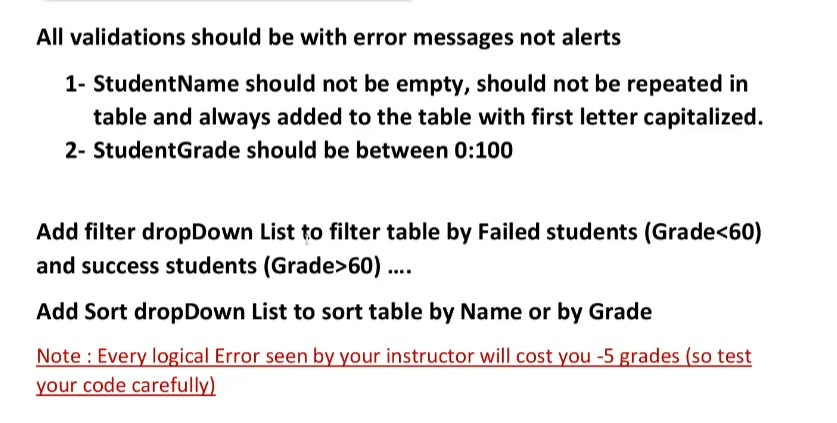 All validations should be with error messages not alerts
1- StudentName should not be empty, should not be repeated in
table and always added to the table with first letter capitalized.
2- StudentGrade should be between 0:100
Add filter dropDown List to filter table by Failed students (Grade<60)
and success students (Grade>60) ....
Add Sort dropDown List to sort table by Name or by Grade
Note : Every logical Error seen by your instructor will cost you -5 grades (so test
your code carefully)